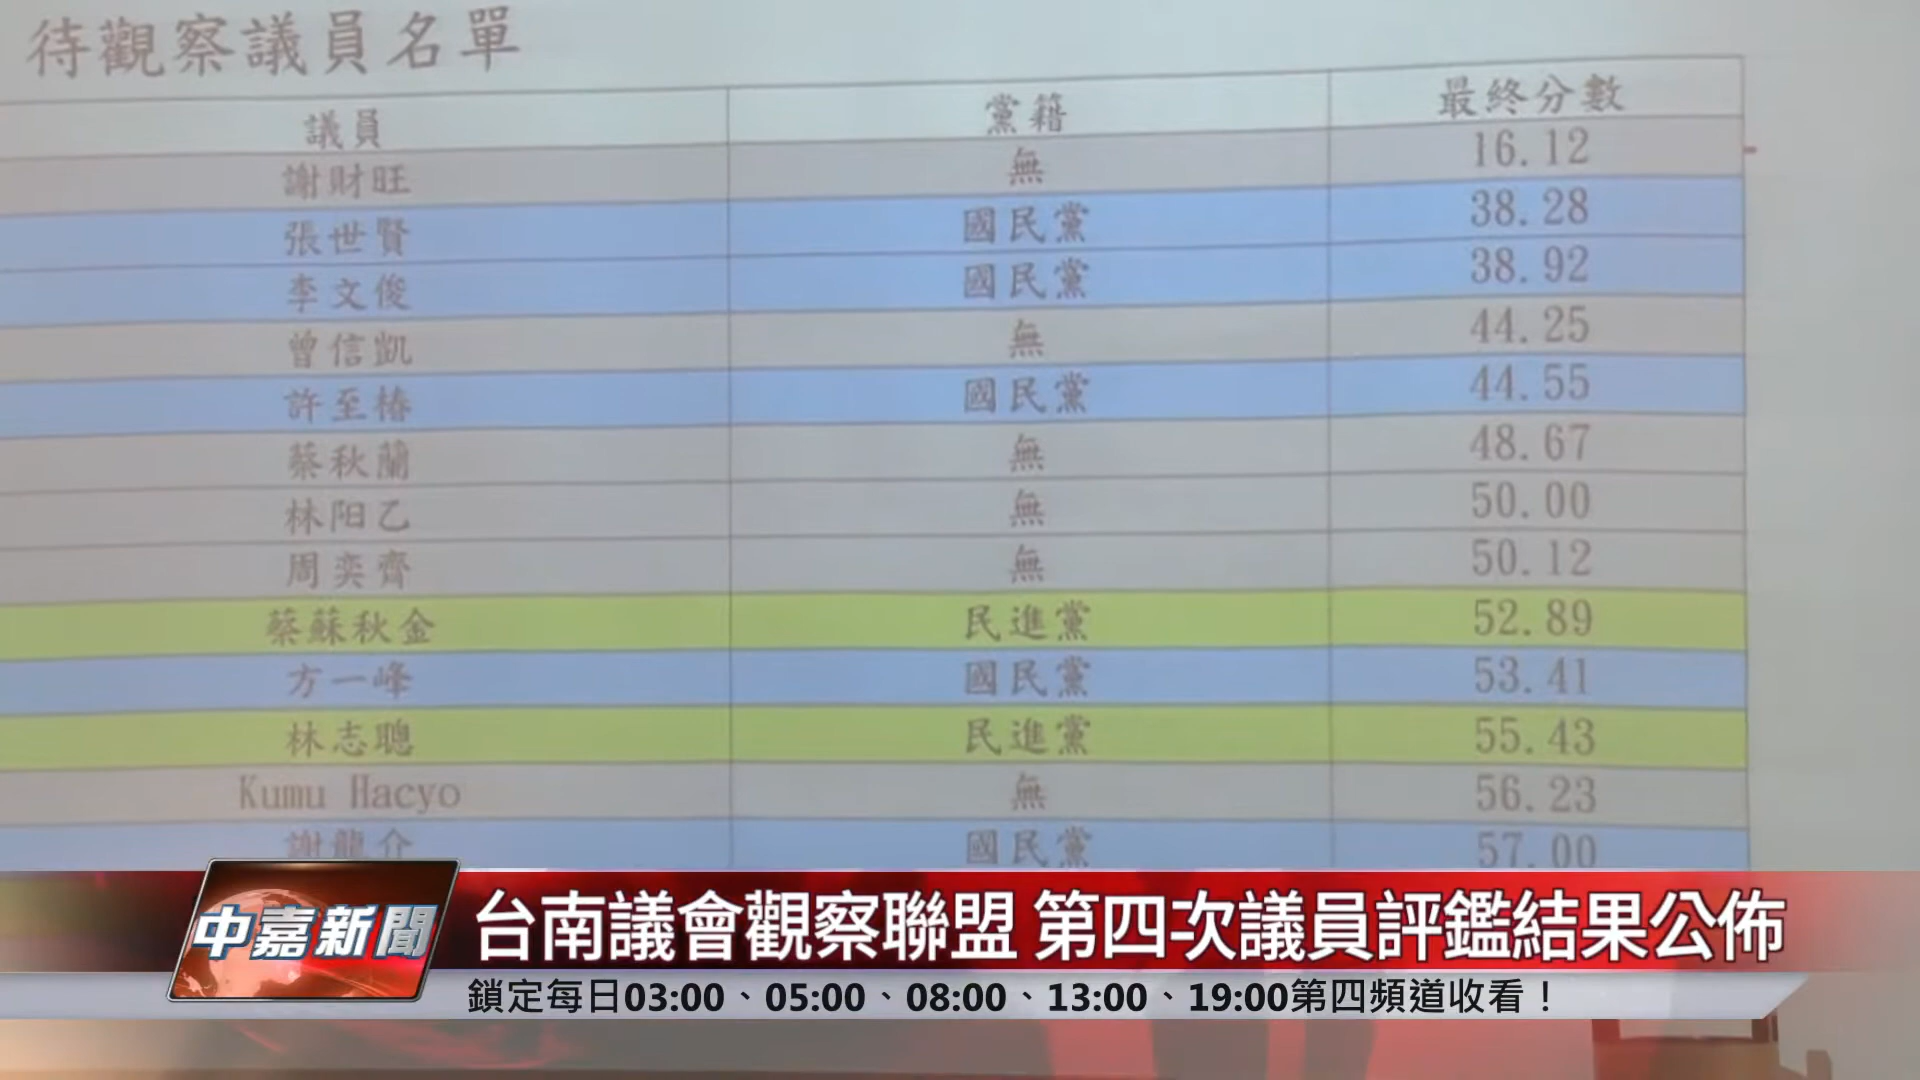 待觀察議員名單
議員 黨籍 最終分數
謝財旺 無 16.12
張世賢 國民黨 38.28
李文俊 國民黨 38.92
曾信凱 無 44.25
許至椿 國民黨 44.55
蔡秋蘭 無 48.67
林阳乙 無 50.00
周奕齊 無 50.12
蔡蘇秋金 民進黨 52.89
方一峰 國民黨 53.41
林志聰 民進黨 55.43
Kumu Hacyo 無 56.23
謝龍介 國民黨 57.00
中嘉新聞
台南議會觀察聯盟 第四次議員評鑑結果公佈
鎖定每日03:00、05:00、08:00、13:00、19:00第四頻道收看！